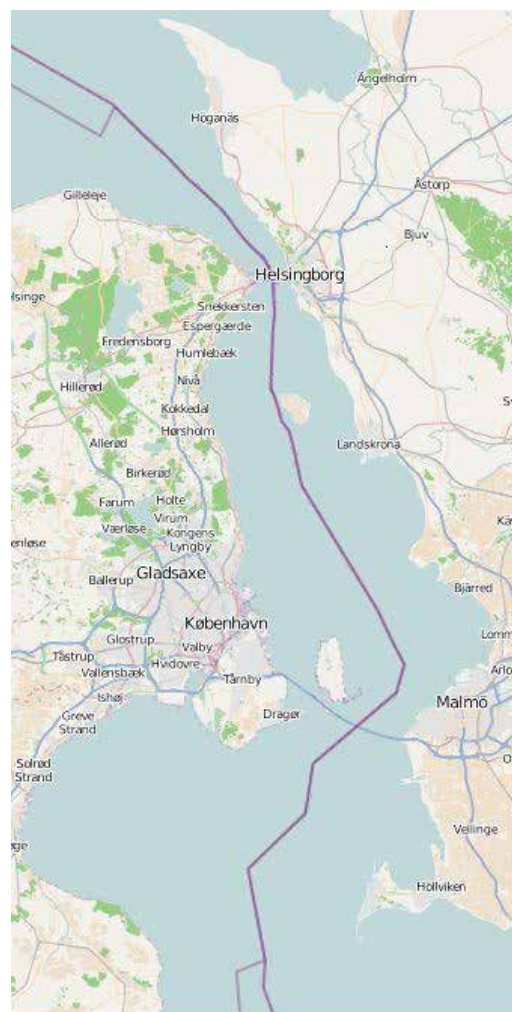 Ängelholm
Höganäs
Åstorp
Gilleleje
Bjuv
Helsingborg
lsinge
Snekkersten
Espergærde
Fredensborg
Humlebæk
Nivå
Hillerød
Kokkedal
Hørsholm
Allerød
Landskrona
Birkerød
Farum
Holte
Virum
Værløse
Kongens
Lyngby
enløse
Gladsaxe
Ballerup
Bjärred
København
Glostrup
Valby
Lomm
Tåstrup
Hvidovre
Vallensbæk
Tårnby
Arlo
Ishøj
Malmö
Greve
Strand
Dragør
Solrød
Strand
Vellinge
Höllviken